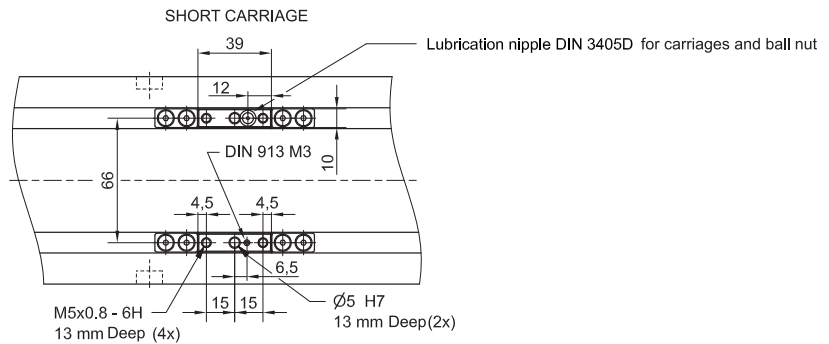 SHORT CARRIAGE
39
Lubrication nipple DIN 3405D for carriages and ball nut
12
DIN 913 M3
10
66
4,5
4,5
6,5
M5x0.8 - 6H
13 mm Deep (4x)
15
15
Ø5 H7
13 mm Deep(2x)